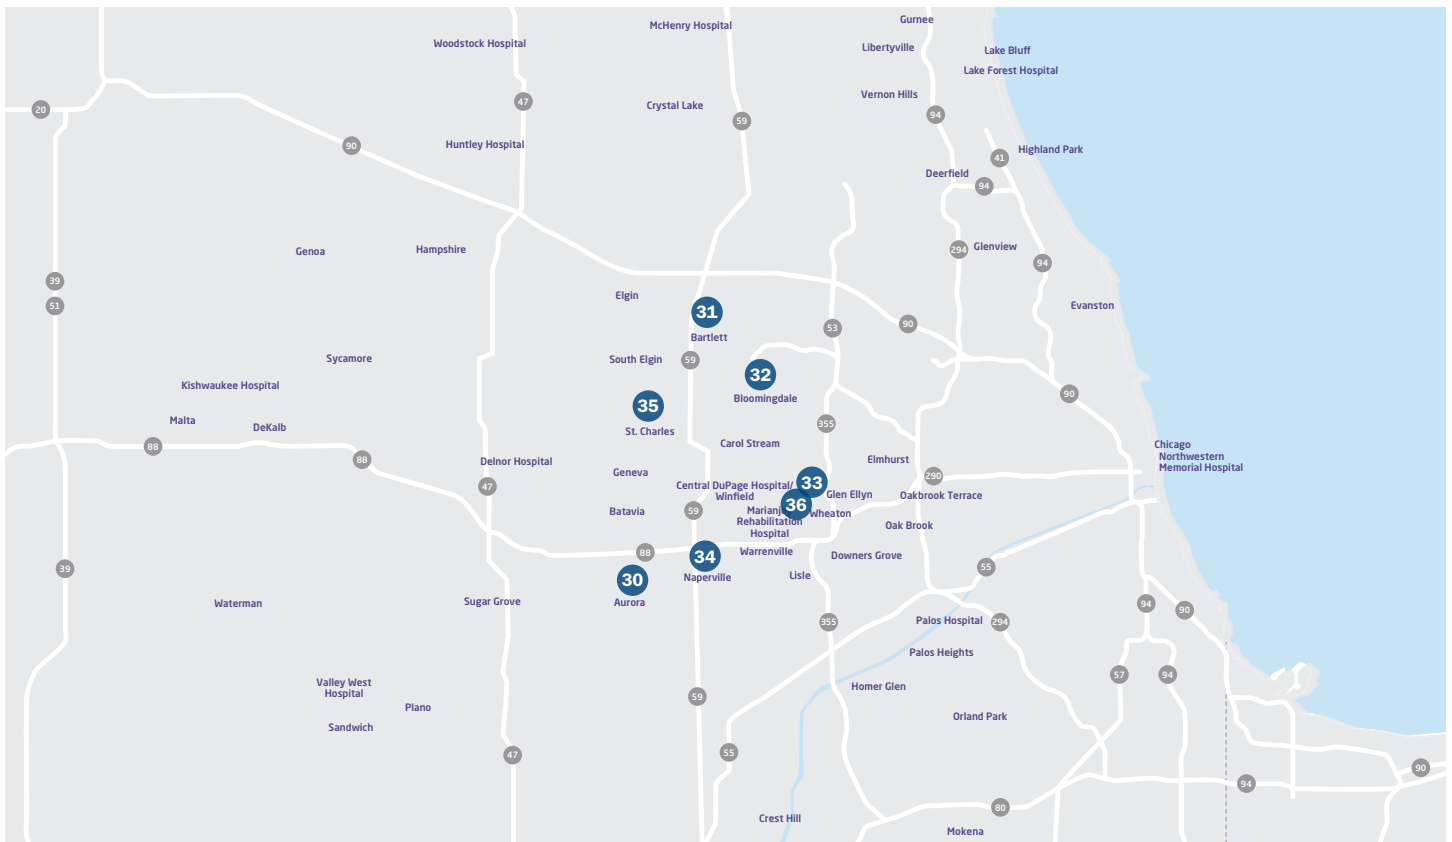 Gurnee
McHenry Hospital
Woodstock Hospital
Libertyville
Lake Bluff
Lake Forest Hospital
Vernon Hills
47
Crystal Lake
20
94
59
90
Huntley Hospital
Highland Park
41
Deerfield
94
Genoa
Hampshire
294
Glenview
94
39
Elgin
51
31
Evanston
90
53
Bartlett
Sycamore
South Elgin
59
32
Kishwaukee Hospital
90
Bloomingdale
35
Malta
355
DeKalb
St. Charles
88
Carol Stream
Chicago
Northwestern
Memorial Hospital
88
Delnor Hospital
Elmhurst
Geneva
290
47
Central DuPage Hospital/
Winfield
33
Glen Ellyn
Oakbrook Terrace
Batavia
59
36
Rehabilitation
Hospital
Wheaton
Oak Brook
88
34
Warrenville
Downers Grove
39
55
30
Naperville
Lisle
Waterman
Sugar Grove
Aurora
94
90
355
Palos Hospital
294
Palos Heights
57
94
Valley West
Hospital
Homer Glen
59
Plano
Orland Park
Sandwich
47
55
90
94
80
Crest Hill
Mokena